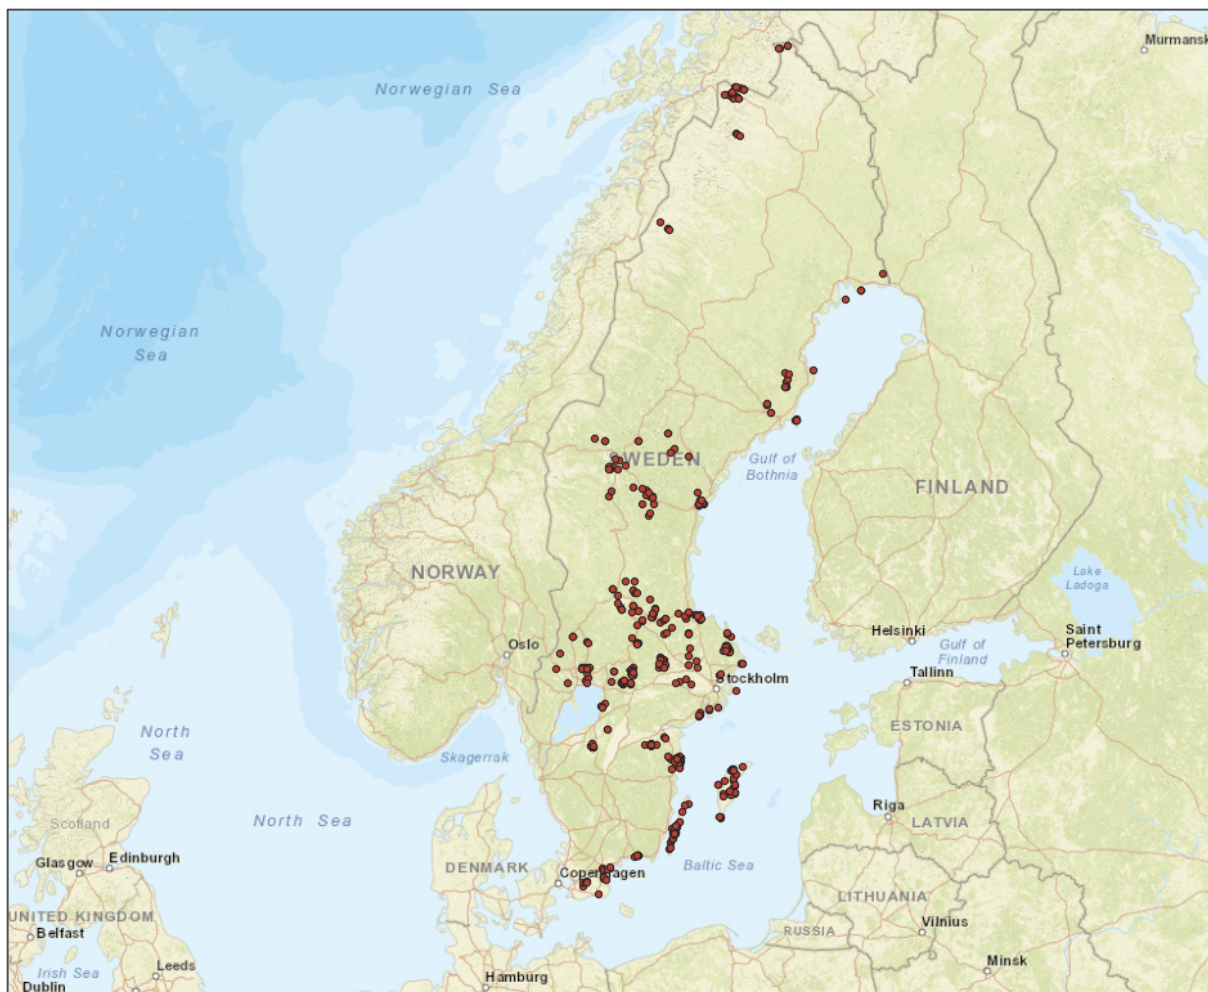 Murmansk
Norwegian Sea
Norwegian
Sea
SWEDEN
Gulf of
Bothnia
FINLAND
NORWAY
Lake
Ladoga
Oslo
Helsinki
Gulf of
Finland
Saint
Petersburg
Tallinn
Stockholm
ESTONIA
North
Sea
Skagerrak
Riga
LATVIA
North Sea
Scotland
Glasgow
Edinburgh
DENMARK
Copenhagen
Baltic Sea
LITHUANIA
UNITED KINGDOM
Belfast
RUSSIA
Vilnius
Irish Sea
Leeds
Minsk
Hamburg
Dublin